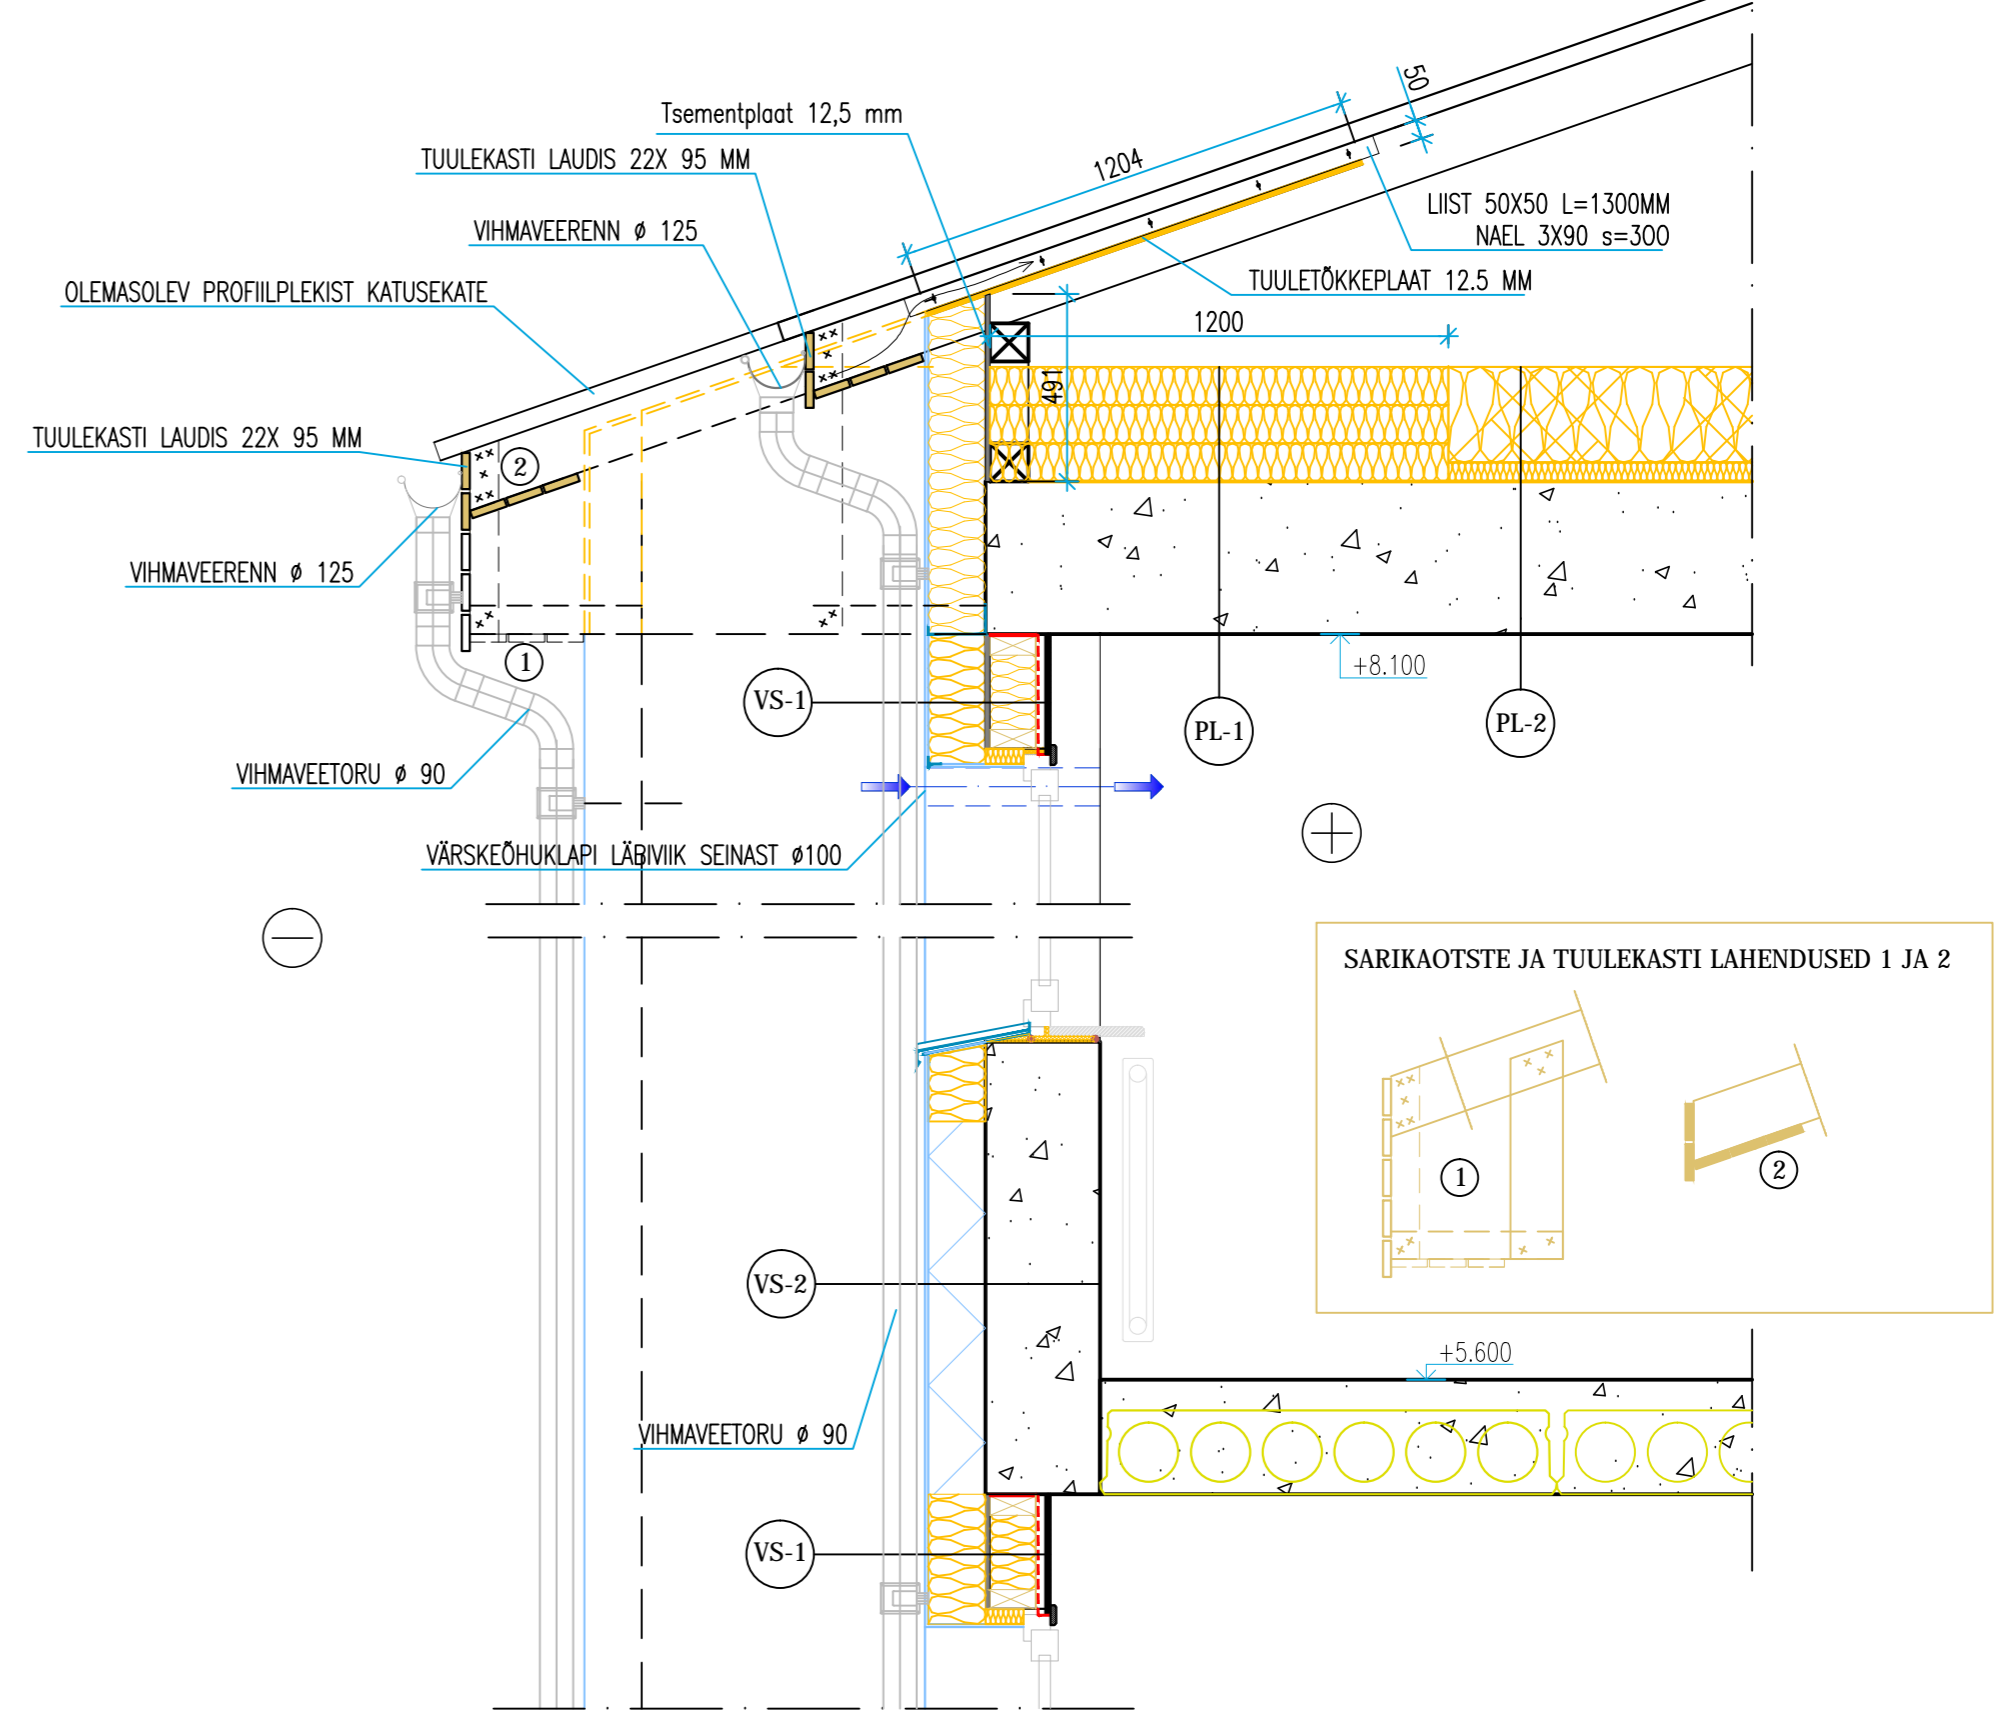 50
Tsementplaat 12,5 mm
TUULEKASTI LAUDIS 22X 95 MM
1204
LIIST 50X50 L=1300MM
NAEL 3X90 s=300
VIHMAVEERENN ø 125
TUULETÕKKEPLAAT 12.5 MM
OLEMASOLEV PROFIILPLEKIST KATUSEKATE
1200
491
TUULEKASTI LAUDIS 22X 95 MM
2
VIHMAVEERENN ø 125
1
+8.100
VS-1
PL-1
PL-2
VIHMAVEETORU ø 90
VÄRSKEÕHUKLAPI LÄBIVIIK SEINAST ø100
SARIKAOTSTE JA TUULEKASTI LAHENDUSED 1 JA 2
1
2
VS-2
+5.600
VIHMAVEETORU ø 90
VS-1